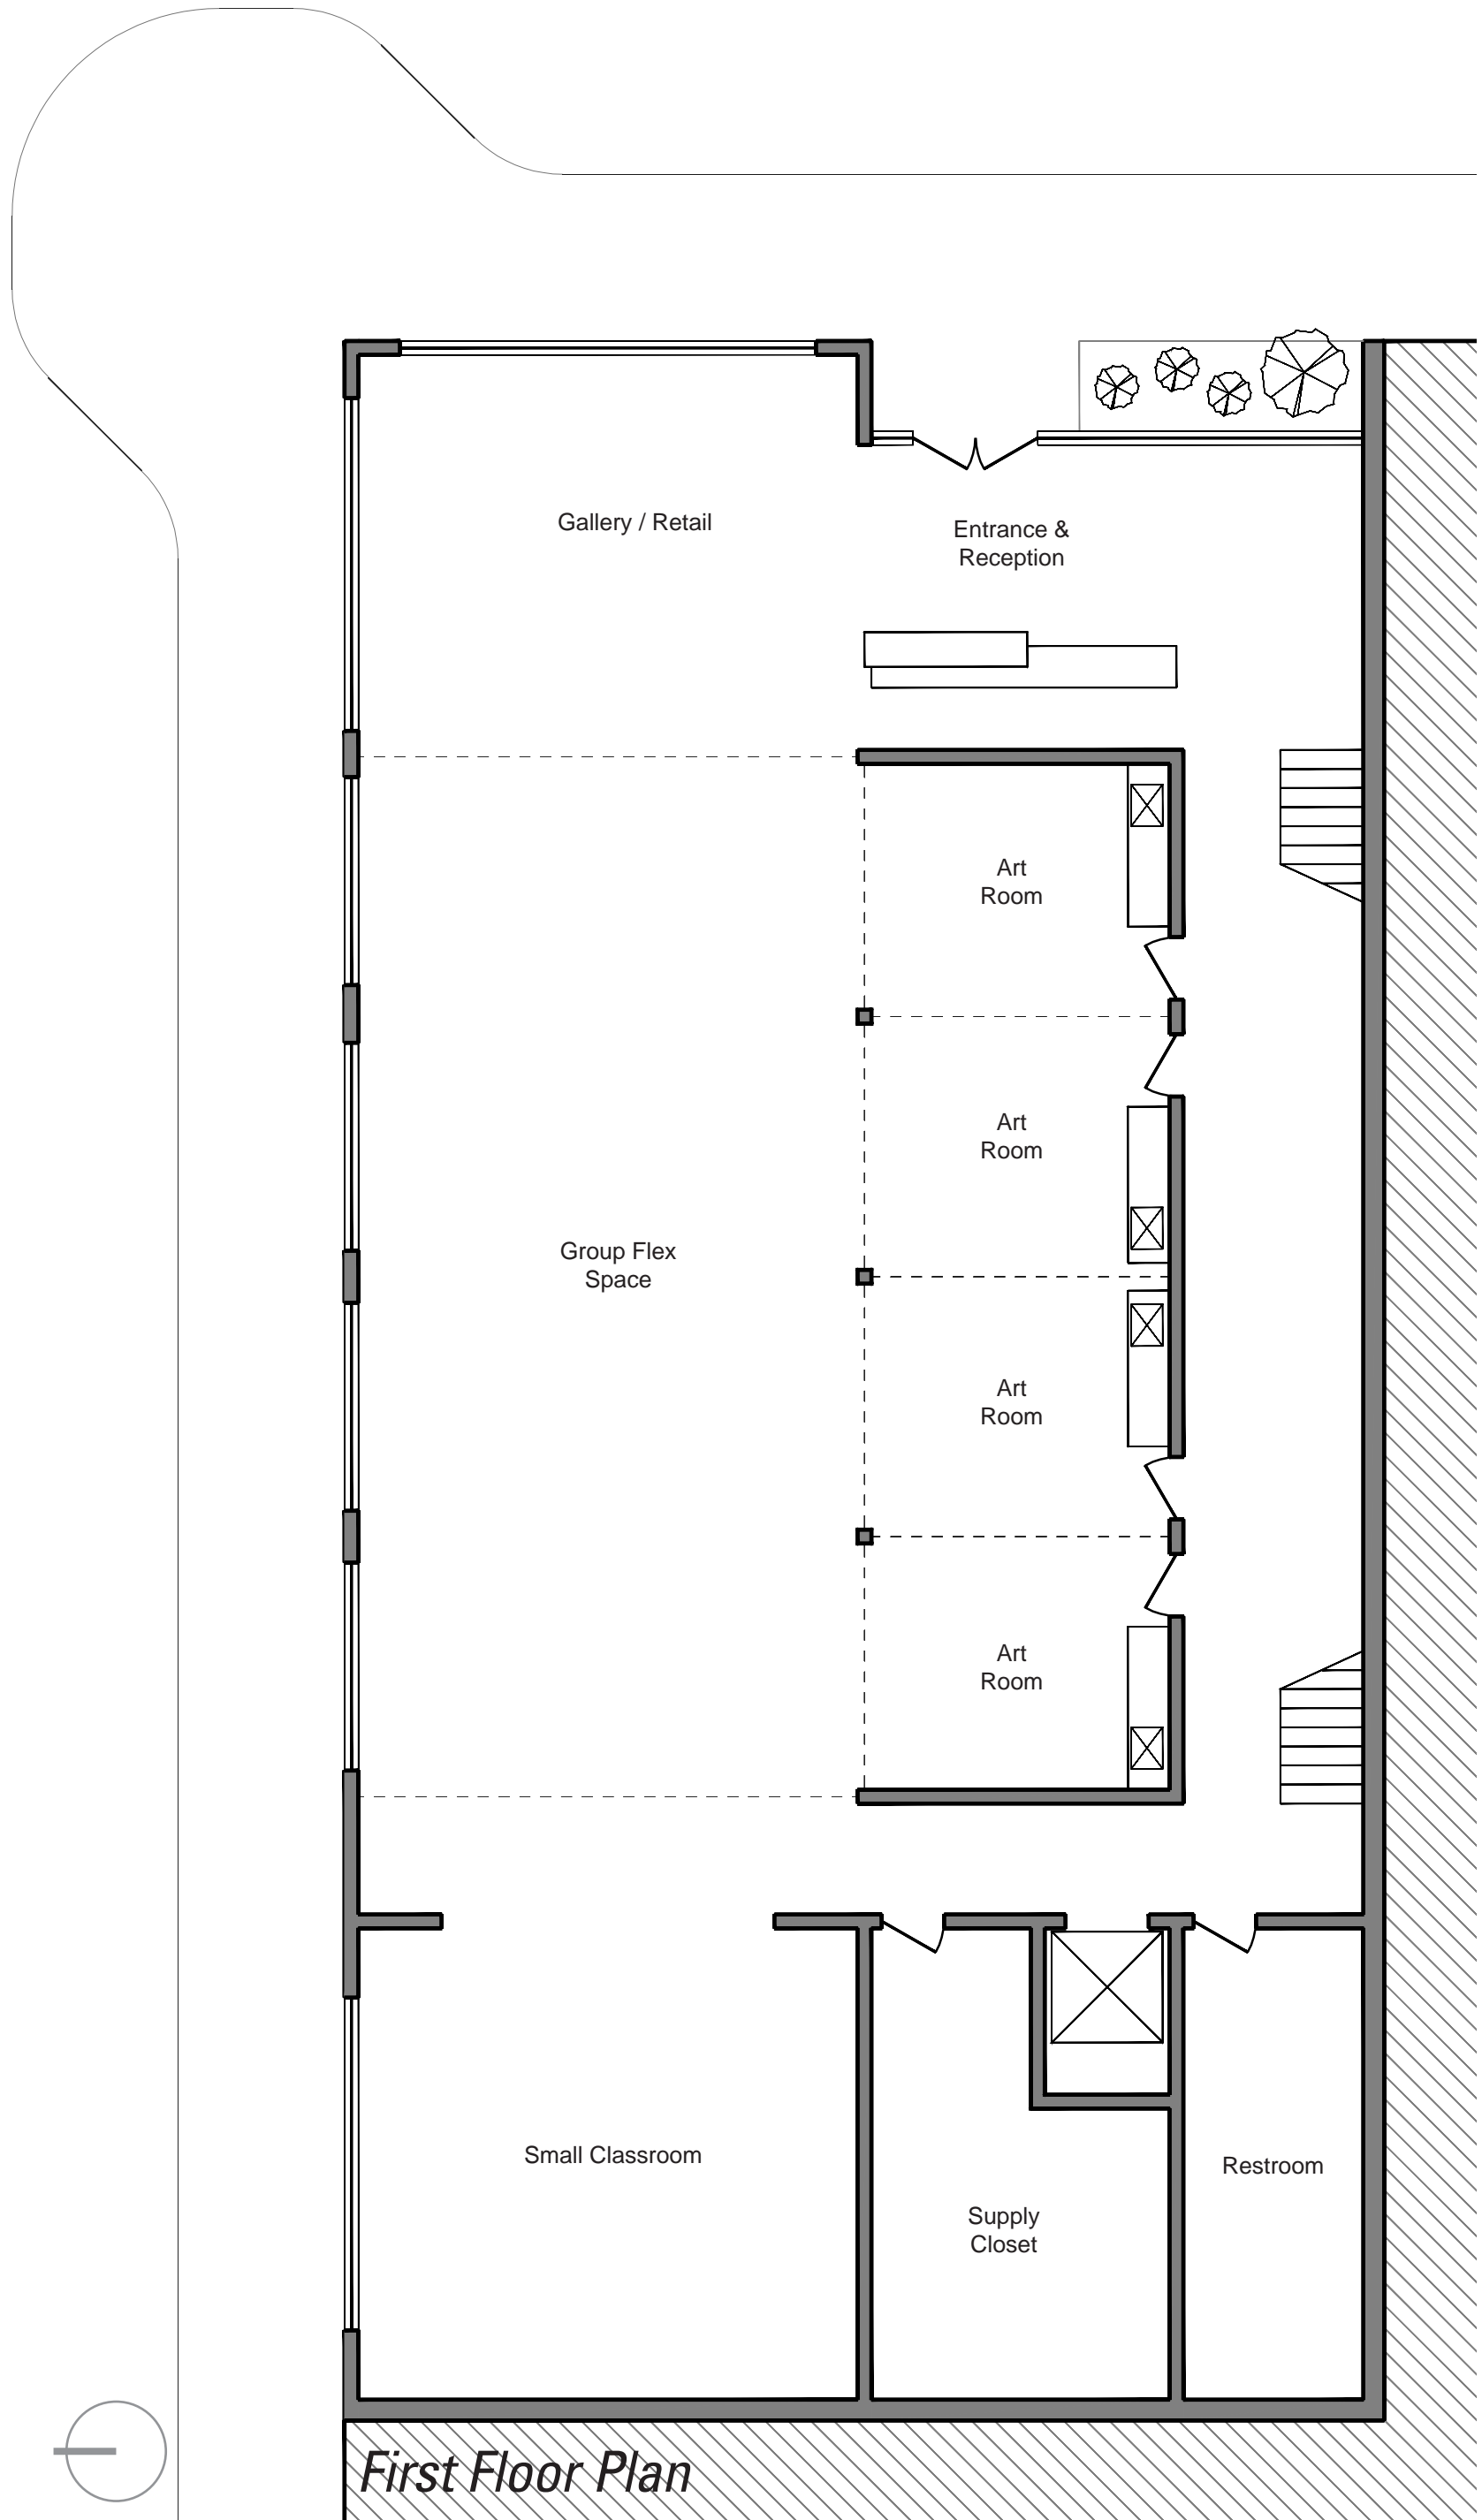 Gallery / Retail
Entrance &
Reception
Art
Room
Art
Room
Group Flex
Space
Art
Room
Art
Room
Small Classroom
Restroom
Supply
Closet
First Floor Plan